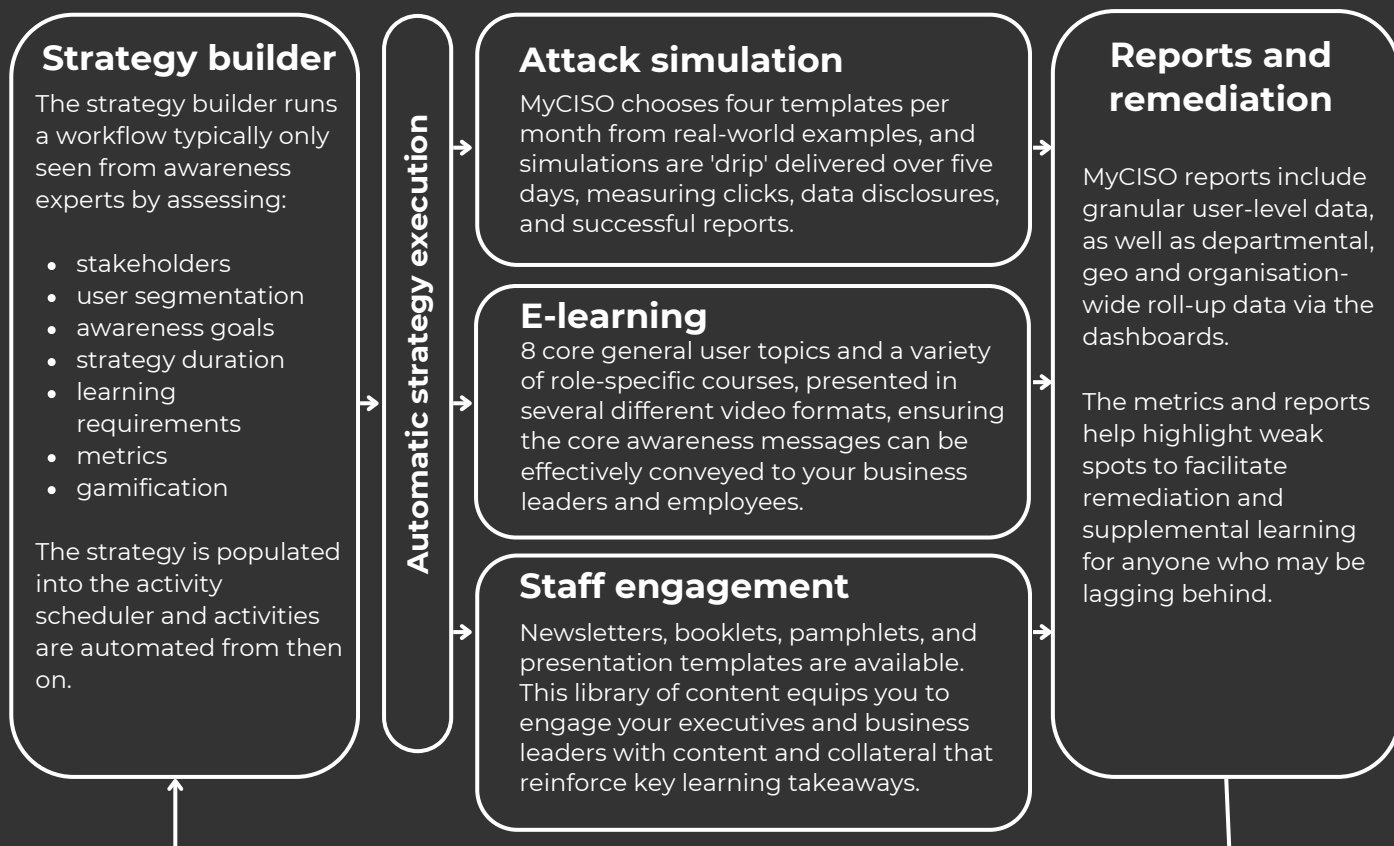 Strategy builder
The strategy builder runs
a workflow typically only
seen from awareness
experts by assessing:
• stakeholders
• user segmentation
• awareness goals
• strategy duration
• learning
requirements
• metrics
• gamification
The strategy is populated
into the activity
scheduler and activities
are automated from then
on.
Automatic strategy execution
Attack simulation
MyCISO chooses four templates per
month from real-world examples, and
simulations are 'drip' delivered over five
days, measuring clicks, data disclosures,
and successful reports.
E-learning
8 core general user topics and a variety
of role-specific courses, presented in
several different video formats, ensuring
the core awareness messages can be
effectively conveyed to your business
leaders and employees.
Staff engagement
Newsletters, booklets, pamphlets, and
presentation templates are available.
This library of content equips you to
engage your executives and business
leaders with content and collateral that
reinforce key learning takeaways.
Reports and
remediation
MyCISO reports include
granular user-level data,
as well as departmental,
geo and organisation-
wide roll-up data via the
dashboards.
The metrics and reports
help highlight weak
spots to facilitate
remediation and
supplemental learning
for anyone who may be
lagging behind.